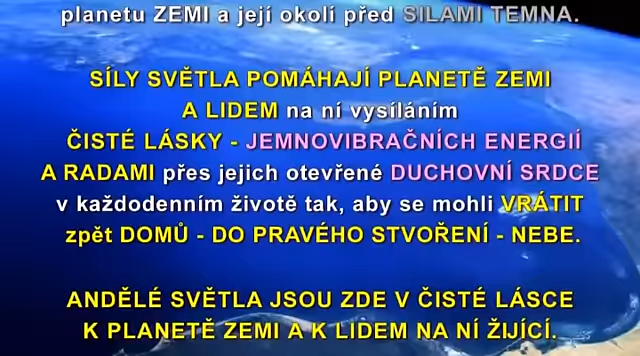 planetu ZEMI a její okolí před SILAMI TEMNA.
SÍLY SVĚTLA POMÁHAJÍ PLANETĚ ZEMI
A LIDEM na ní vysíláním
ČISTÉ LÁSKY - JEMNOVIBRAČNÍCH ENERGIÍ
A RADAMI přes jejich otevřené DUCHOVNÍ SRDCE
v každodenním životě tak, aby se mohli VRÁTIT
zpět DOMŮ - DO PRAVÉHO STVOŘENÍ - NEBE.
ANDĚLÉ SVĚTLA JSOU ZDE V ČISTÉ LÁSCE
K PLANETĚ ZEMI A K LIDEM NA NÍ ŽIJÍCÍ.